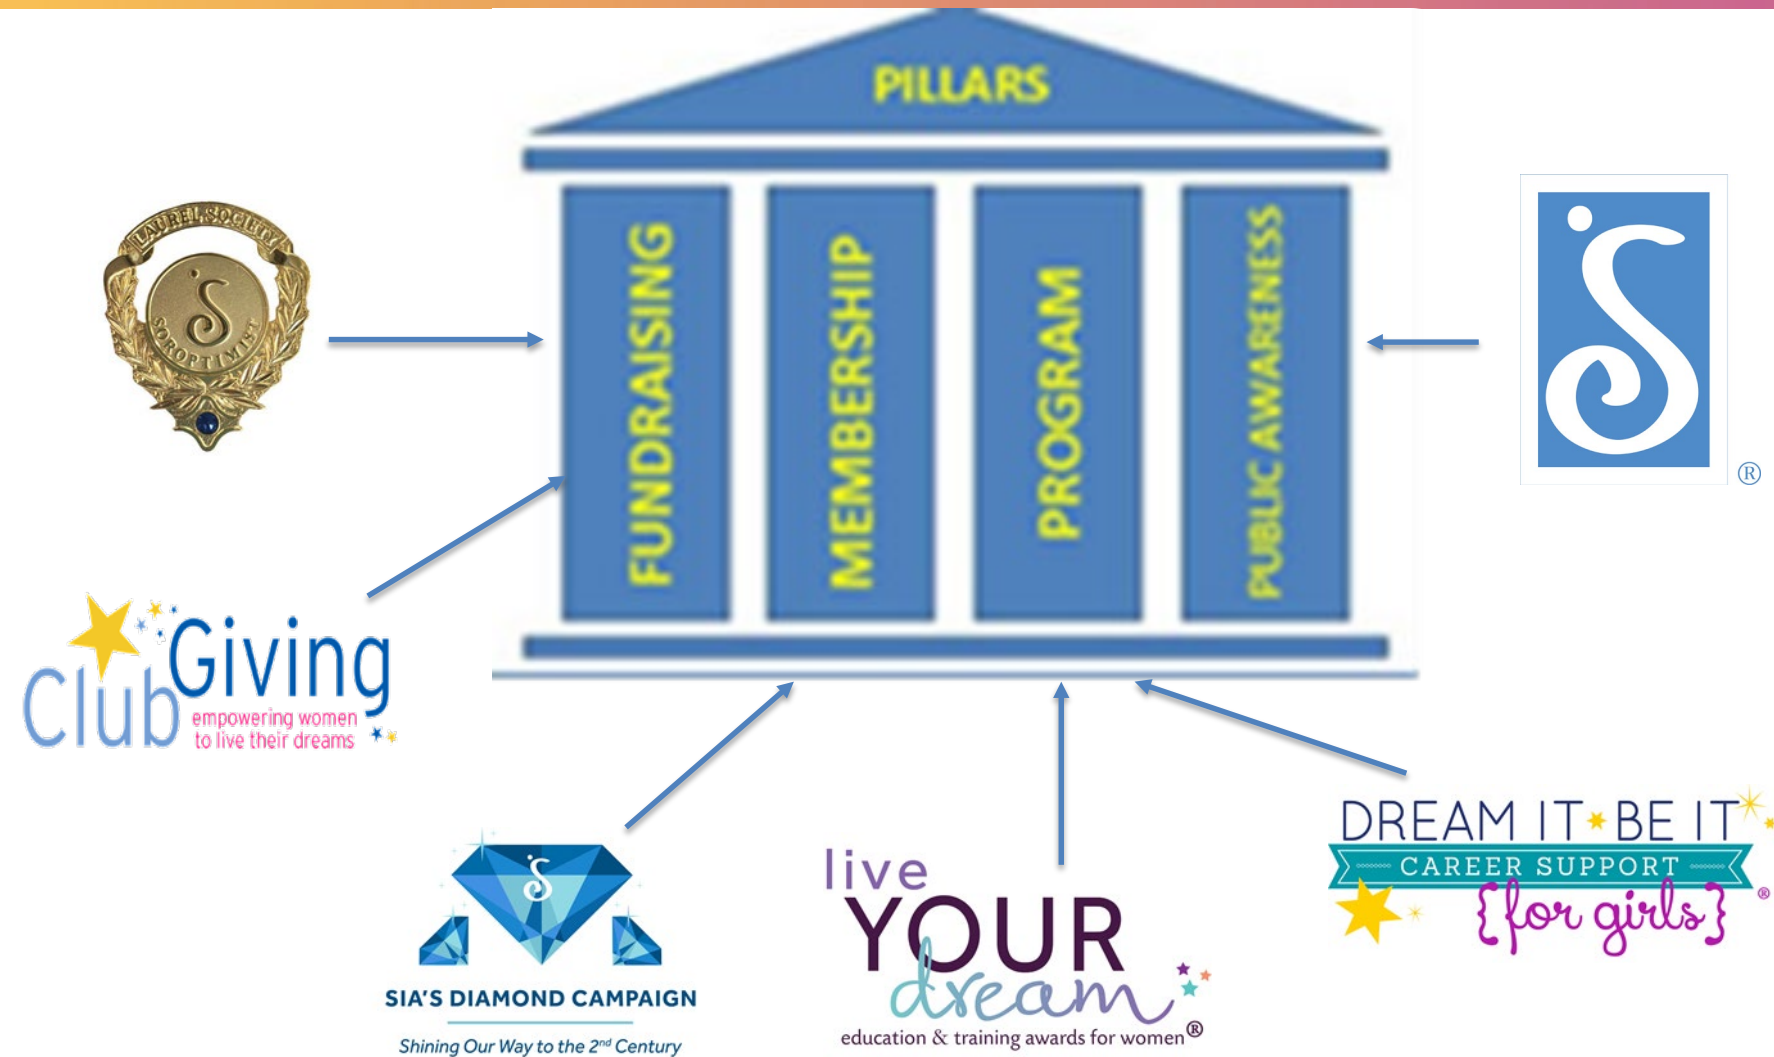 PILLARS
FUNDRAISING
MEMBERSHIP
PROGRAM
PUBLIC AWARENESS
LAUREL SOCIETY
S
SOROPTIMIST
S
®
Club Giving
empowering women
to live their dreams
S
SIA'S DIAMOND CAMPAIGN
Shining Our Way to the 2nd Century
live
YOUR
dream
education & training awards for women®
DREAM IT BE IT
CAREER SUPPORT
{for girls}®